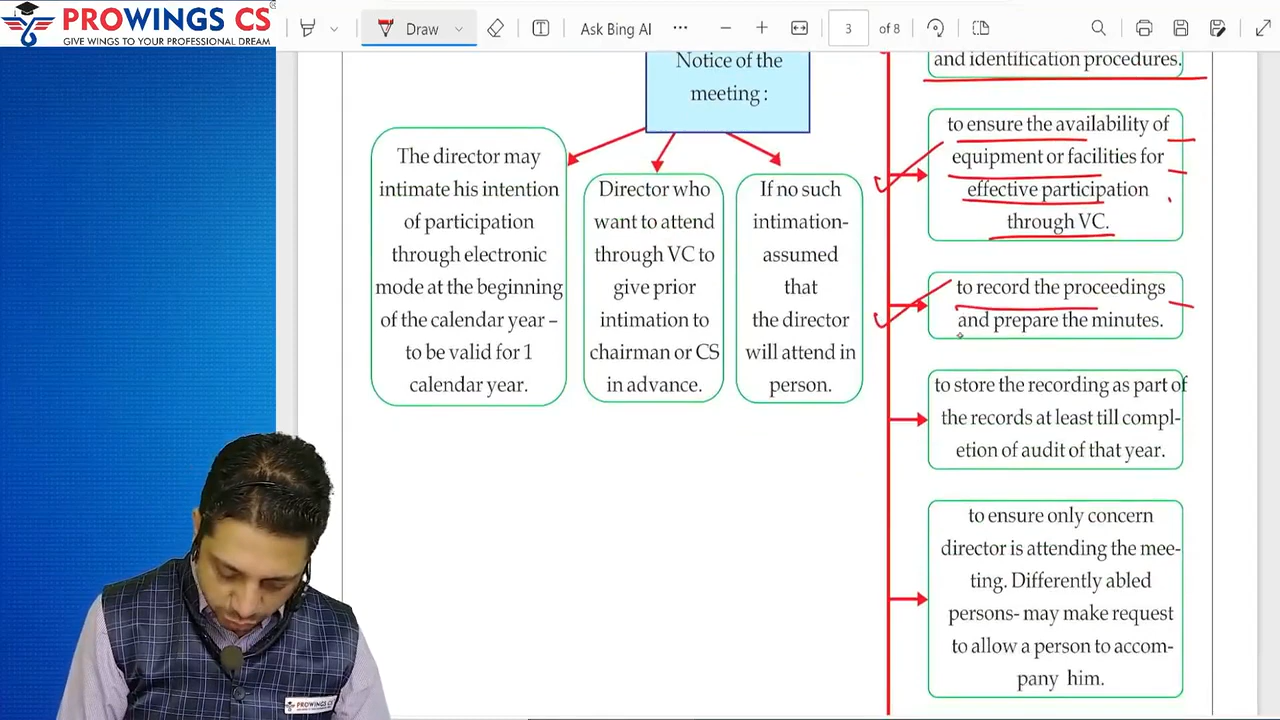 PROWINGS CS
GIVE WINGS TO YOUR PROFESSIONAL DREAM
Draw
Ask Bing AI
3
of 8
Notice of the
meeting :
The director may
intimate his intention
of participation
through electronic
mode at the beginning
of the calendar year –
to be valid for 1
calendar year.
Director who
want to attend
through VC to
give prior
intimation to
chairman or CS
in advance.
If no such
intimation-
assumed
that
the director
will attend in
person.
and identification procedures.
to ensure the availability of
equipment or facilities for
effective participation
through VC.
to record the proceedings
and prepare the minutes.
to store the recording as part of
the records at least till compl-
etion of audit of that year.
to ensure only concern
director is attending the mee-
ting. Differently abled
persons- may make request
to allow a person to accom-
pany him.
PROWINGS CS